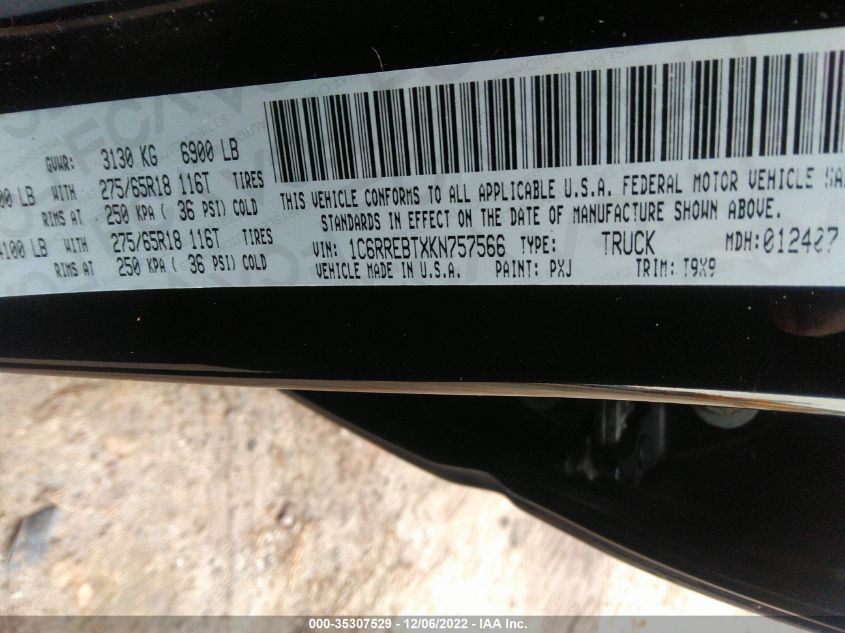 GVWR: 3130 KG 6900 LB
00 LB WITH 275/65R18 116T TIRES
RIMS AT 250 KPA ( 36 PSI) COLD
4100 LB WITH 275/65R18 116T TIRES
RIMS AT 250 KPA ( 36 PSI) COLD
THIS VEHICLE CONFORMS TO ALL APPLICABLE U.S.A. FEDERAL MOTOR VEHICLE
STANDARDS IN EFFECT ON THE DATE OF MANUFACTURE SHOWN ABOVE.
VIN: 1C6RREBTXKN757566 TYPE: TRUCK MDH:012407
VEHICLE MADE IN U.S.A. PAINT: PXJ TRIM: T9X9
000-35307529 - 12/06/2022 - IAA Inc.